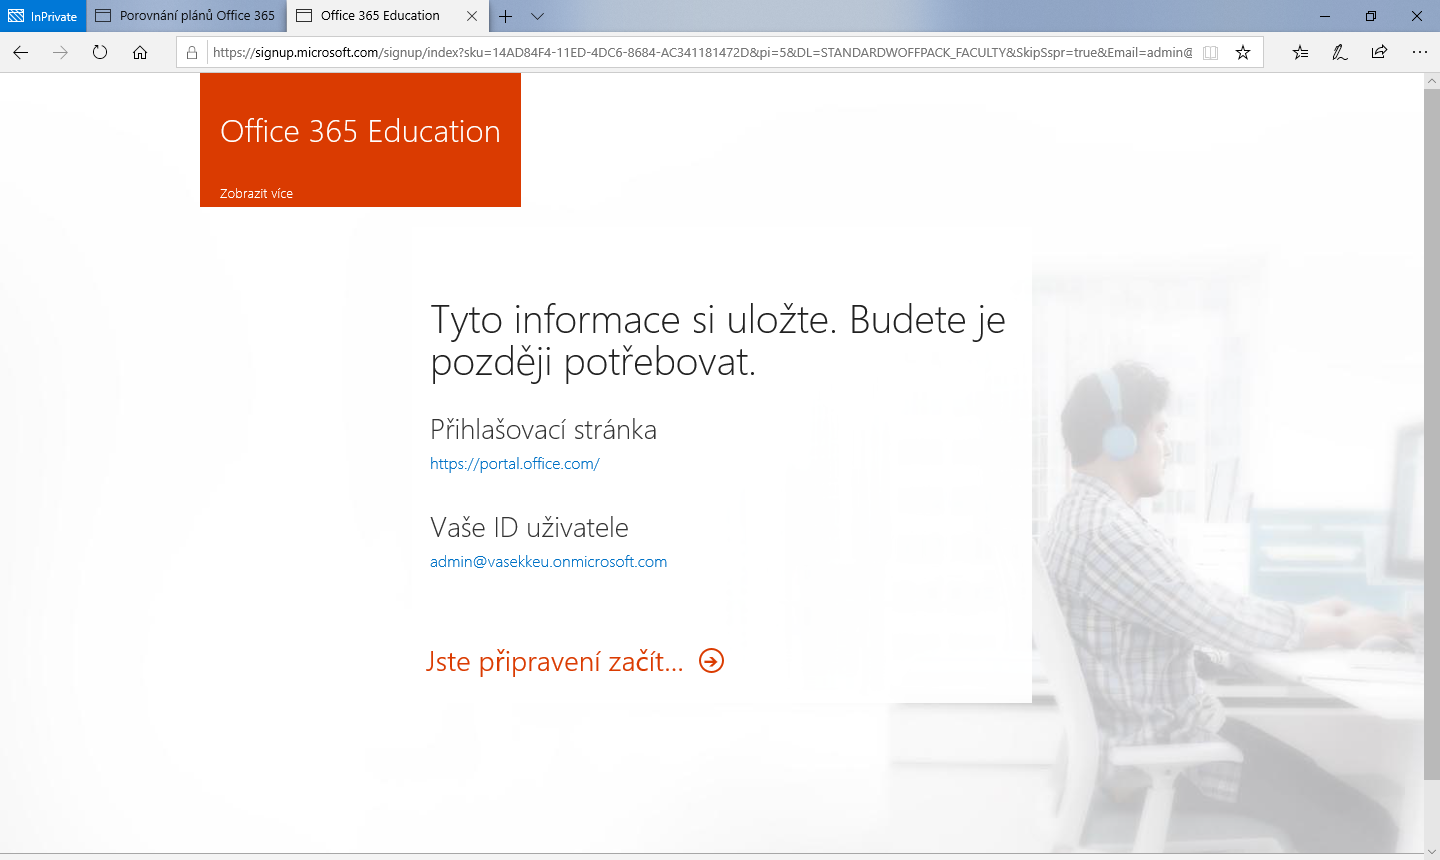 InPrivate
Porovnání plánů Office 365
Office 365 Education
https://signup.microsoft.com/signup/index?sku=14AD84F4-11ED-4DC6-8684-AC341181472D&pi=5&DL=STANDARDWOFFPACK_FACULTY&SkipSspr=true&Email=admin@
Office 365 Education
Zobrazit více
Tyto informace si uložte. Budete je
později potřebovat.
Přihlašovací stránka
https://portal.office.com/
Vaše ID uživatele
admin@vasekkeu.onmicrosoft.com
Jste připravení začít...